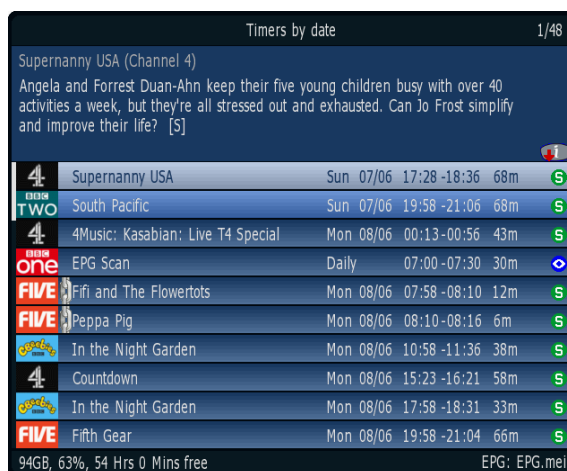 Timers by date 1/48
Supernanny USA (Channel 4)
Angela and Forrest Duan-Ahn keep their five young children busy with over 40
activities a week, but they're all stressed out and exhausted. Can Jo Frost simplify
and improve their life? [S]
i
4 Supernanny USA Sun 07/06 17:28 -18:36 68m S
BBC TWO South Pacific Sun 07/06 19:58 -21:06 68m S
4 4Music: Kasabian: Live T4 Special Mon 08/06 00:13-00:56 43m S
BBC one EPG Scan Daily 07:00 -07:30 30m
FIVE Fifi and The Flowertots Mon 08/06 07:58 -08:10 12m S
FIVE Peppa Pig Mon 08/06 08:10 -08:16 6m S
Cbeebies In the Night Garden Mon 08/06 10:58 -11:36 38m S
4 Countdown Mon 08/06 15:23 -16:21 58m S
Cbeebies In the Night Garden Mon 08/06 17:58 -18:31 33m S
FIVE Fifth Gear Mon 08/06 19:58 -21:04 66m S
94GB, 63%, 54 Hrs 0 Mins free EPG: EPG.mei